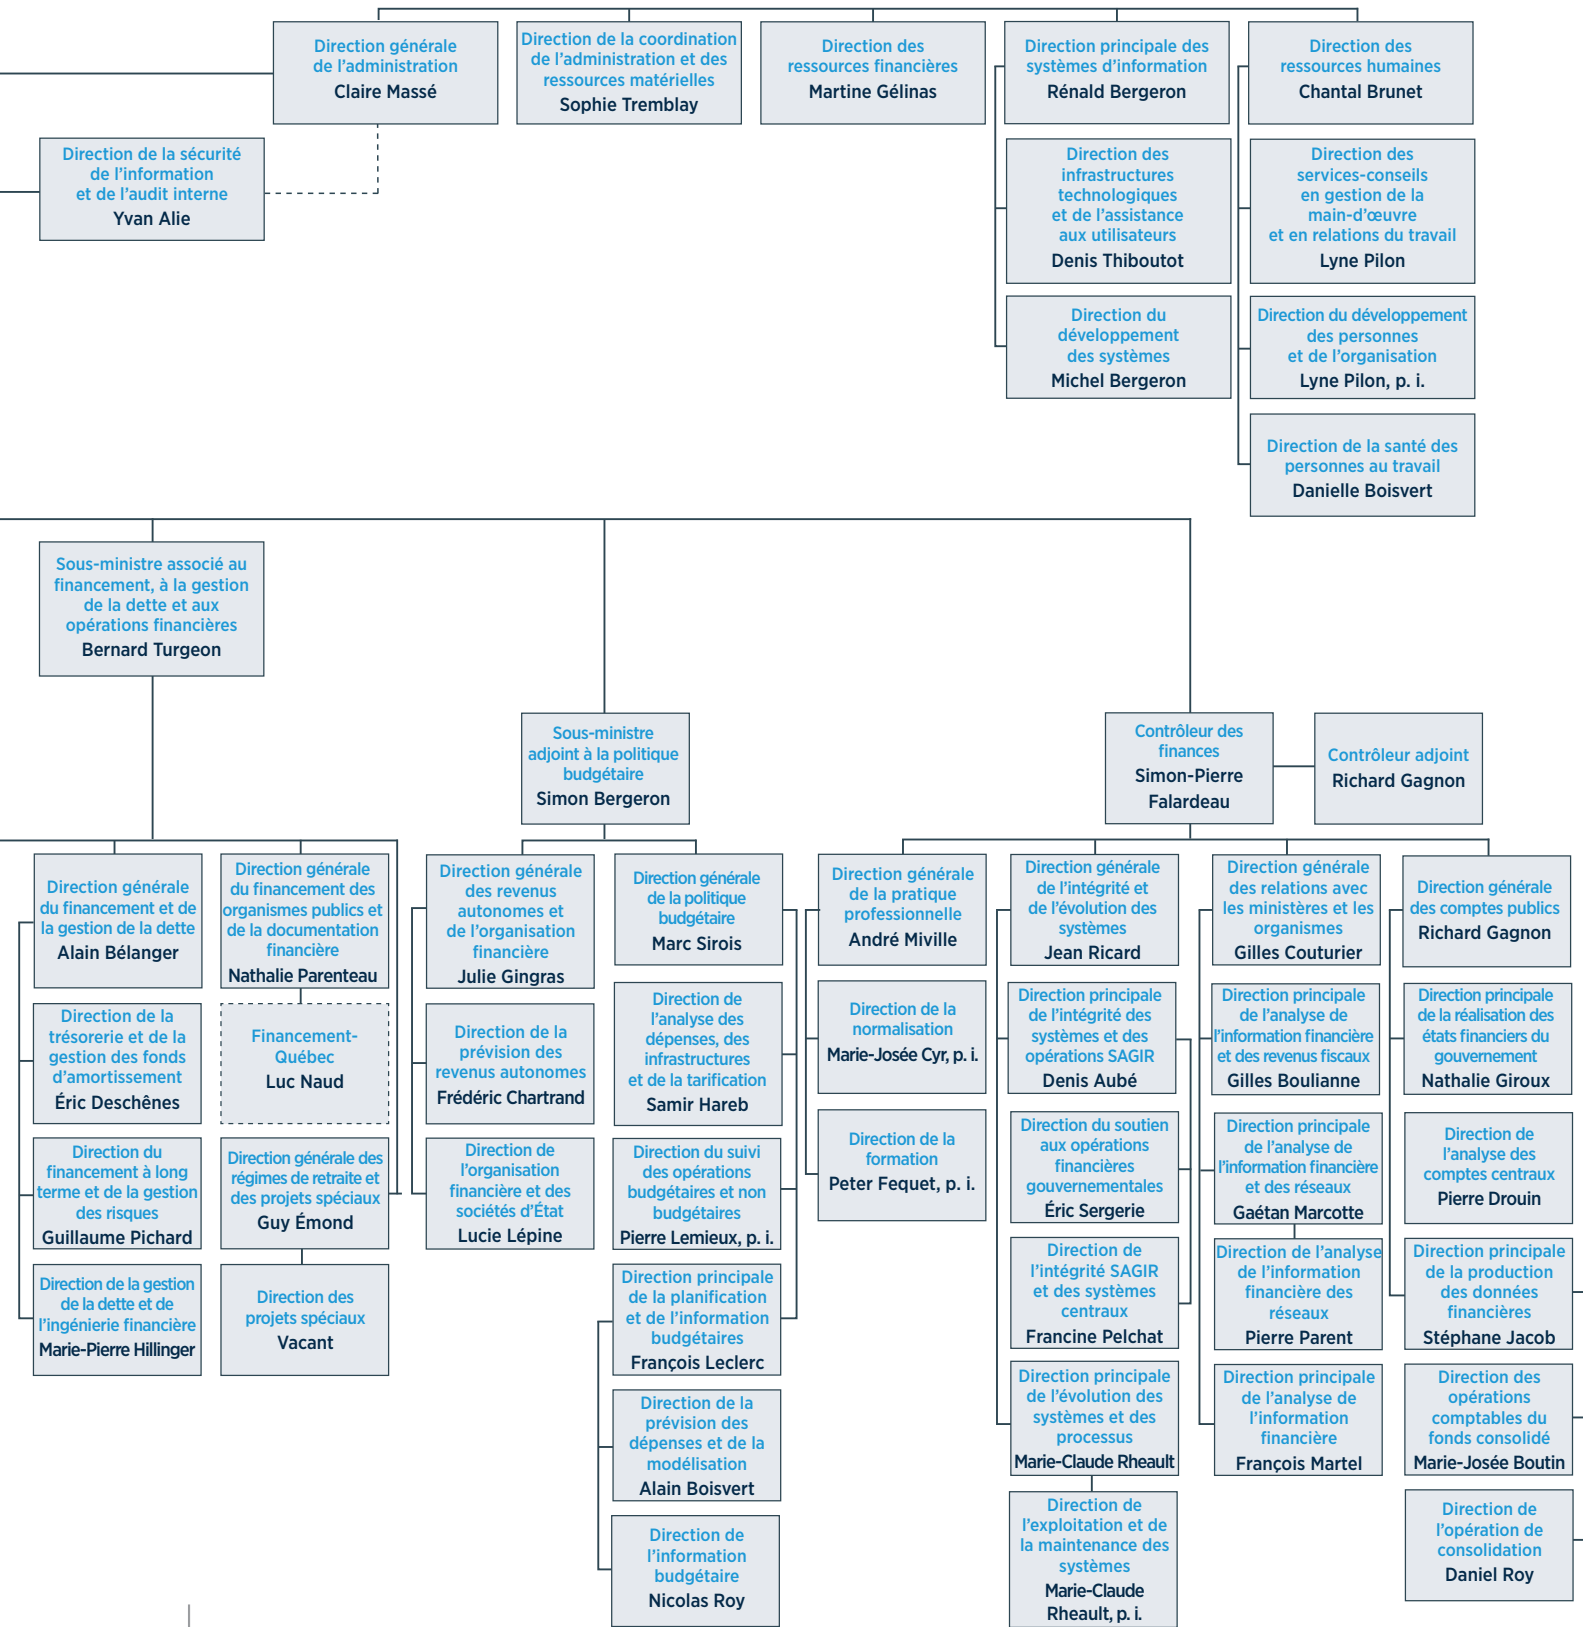 Direction générale
de l'administration
Claire Massé
Direction de la coordination
de l'administration et des
ressources matérielles
Sophie Tremblay
Direction des
ressources financières
Martine Gélinas
Direction principale des
systèmes d'information
Rénald Bergeron
Direction des
ressources humaines
Chantal Brunet
Direction de la sécurité
de l'information
et de l'audit interne
Yvan Alie
Direction des
infrastructures
technologiques
et de l'assistance
aux utilisateurs
Denis Thiboutot
Direction des
services-conseils
en gestion de la
main-d'œuvre
et en relations du travail
Lyne Pilon
Direction du
développement
des systèmes
Michel Bergeron
Direction du développement
des personnes
et de l'organisation
Lyne Pilon, p. i.
Direction de la santé des
personnes au travail
Danielle Boisvert
Sous-ministre associé au
financement, à la gestion
de la dette et aux
opérations financières
Bernard Turgeon
Sous-ministre
adjoint à la politique
budgétaire
Simon Bergeron
Contrôleur des
finances
Simon-Pierre
Falardeau
Contrôleur adjoint
Richard Gagnon
Direction générale
du financement et de
la gestion de la dette
Alain Bélanger
Direction générale
du financement des
organismes publics et
de la documentation
financière
Nathalie Parenteau
Direction générale
des revenus
autonomes et
de l'organisation
financière
Julie Gingras
Direction générale
de la politique
budgétaire
Marc Sirois
Direction générale
de la pratique
professionnelle
André Miville
Direction générale
de l'intégrité et
de l'évolution des
systèmes
Jean Ricard
Direction générale
des relations avec
les ministères et les
organismes
Gilles Couturier
Direction générale
des comptes publics
Richard Gagnon
Direction de la
trésorerie et de la
gestion des fonds
d'amortissement
Éric Deschênes
Financement-
Québec
Luc Naud
Direction de la
prévision des
revenus autonomes
Frédéric Chartrand
Direction de
l'analyse des
dépenses, des
infrastructures
et de la tarification
Samir Hareb
Direction de la
normalisation
Marie-Josée Cyr, p. i.
Direction principale
de l'intégrité des
systèmes et des
opérations SAGIR
Denis Aubé
Direction principale
de l'analyse de
l'information financière
et des revenus fiscaux
Gilles Boulianne
Direction principale
de la réalisation des
états financiers du
gouvernement
Nathalie Giroux
Direction du
financement à long
terme et de la gestion
des risques
Guillaume Pichard
Direction générale des
régimes de retraite et
des projets spéciaux
Guy Émond
Direction de
l'organisation
financière et des
sociétés d'État
Lucie Lépine
Direction du suivi
des opérations
budgétaires et non
budgétaires
Pierre Lemieux, p. i.
Direction de la
formation
Peter Fequet, p. i.
Direction du soutien
aux opérations
financières
gouvernementales
Éric Sergerie
Direction principale
de l'analyse de
l'information financière
et des réseaux
Gaétan Marcotte
Direction de
l'analyse des
comptes centraux
Pierre Drouin
Direction de la gestion
de la dette et de
l'ingénierie financière
Marie-Pierre Hillinger
Direction des
projets spéciaux
Vacant
Direction principale
de la planification
et de l'information
budgétaires
François Leclerc
Direction de
l'intégrité SAGIR
et des systèmes
centraux
Francine Pelchat
Direction de l'analyse
de l'information
financière des
réseaux
Pierre Parent
Direction principale
de la production
des données
financières
Stéphane Jacob
Direction de la
prévision des
dépenses et de la
modélisation
Alain Boisvert
Direction principale
de l'évolution des
systèmes et des
processus
Marie-Claude Rheault
Direction principale
de l'analyse de
l'information
financière
François Martel
Direction des
opérations
comptables du
fonds consolidé
Marie-Josée Boutin
Direction de
l'information
budgétaire
Nicolas Roy
Direction de
l'exploitation et de
la maintenance des
systèmes
Marie-Claude
Rheault, p. i.
Direction de
l'opération de
consolidation
Daniel Roy